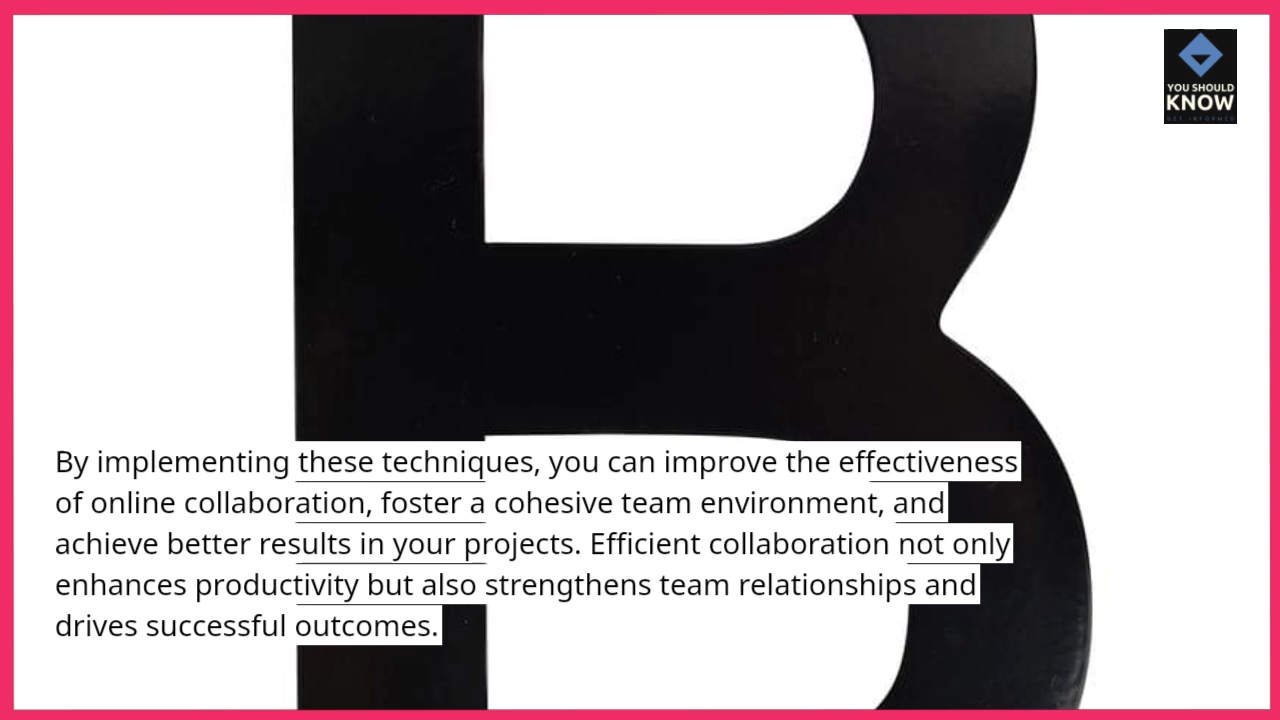 YOU SHOULD
KNOW
GET INFORMED
By implementing these techniques, you can improve the effectiveness
of online collaboration, foster a cohesive team environment, and
achieve better results in your projects. Efficient collaboration not only
enhances productivity but also strengthens team relationships and
drives successful outcomes.